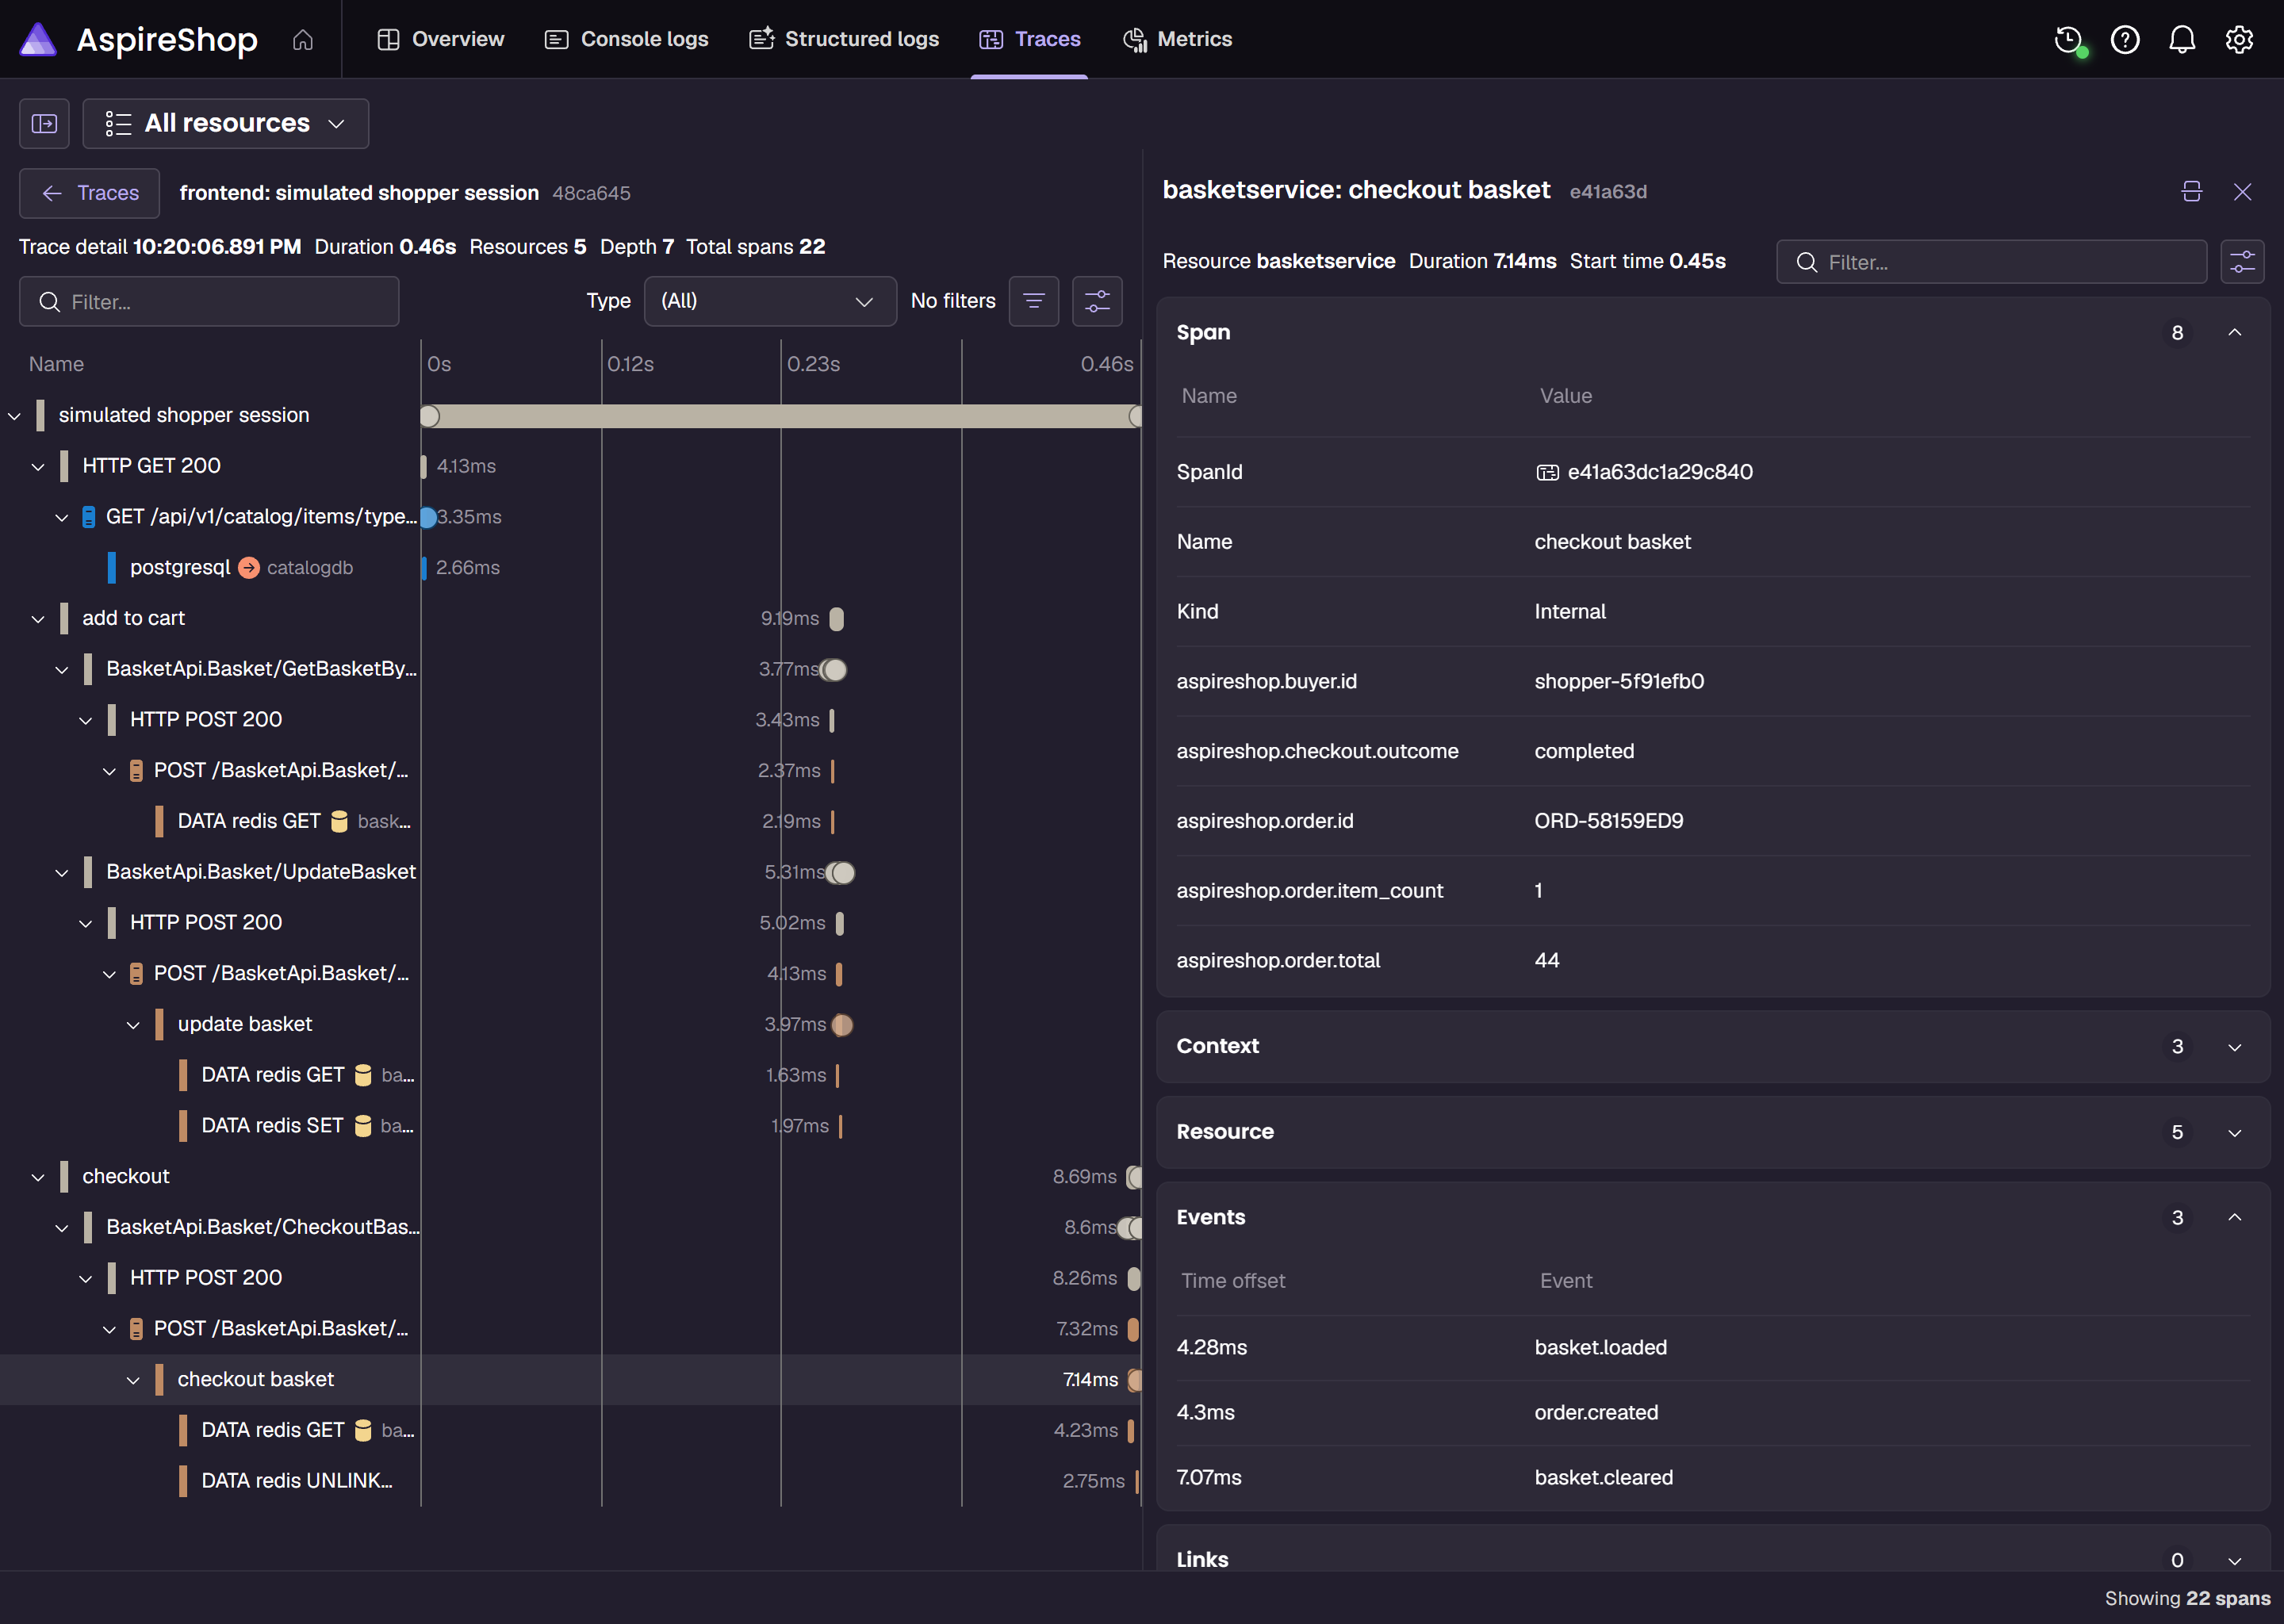 AspireShop
Overview
Console logs
Structured logs
Traces
Metrics
All resources
Traces
frontend: simulated shopper session 48ca645
Trace detail 10:20:06.891 PM Duration 0.46s Resources 5 Depth 7 Total spans 22
Filter...
Type
(All)
No filters
Name
0s
0.12s
0.23s
0.46s
simulated shopper session
HTTP GET 200
4.13ms
GET /api/v1/catalog/items/type...
3.35ms
postgresql catalogdb
2.66ms
add to cart
9.19ms
BasketApi.Basket/GetBasketBy...
3.77ms
HTTP POST 200
3.43ms
POST /BasketApi.Basket/...
2.37ms
DATA redis GET bask...
2.19ms
BasketApi.Basket/UpdateBasket
5.31ms
HTTP POST 200
5.02ms
POST /BasketApi.Basket/...
4.13ms
update basket
3.97ms
DATA redis GET ba...
1.63ms
DATA redis SET ba...
1.97ms
checkout
8.69ms
BasketApi.Basket/CheckoutBas...
8.6ms
HTTP POST 200
8.26ms
POST /BasketApi.Basket/...
7.32ms
checkout basket
7.14ms
DATA redis GET ba...
4.23ms
DATA redis UNLINK...
2.75ms
basketservice: checkout basket e41a63d
Resource basketservice Duration 7.14ms Start time 0.45s
Filter...
Span
8
Name
Value
SpanId
e41a63dc1a29c840
Name
checkout basket
Kind
Internal
aspireshop.buyer.id
shopper-5f91efb0
aspireshop.checkout.outcome
completed
aspireshop.order.id
ORD-58159ED9
aspireshop.order.item_count
1
aspireshop.order.total
44
Context
3
Resource
5
Events
3
Time offset
Event
4.28ms
basket.loaded
4.3ms
order.created
7.07ms
basket.cleared
Links
0
Showing 22 spans